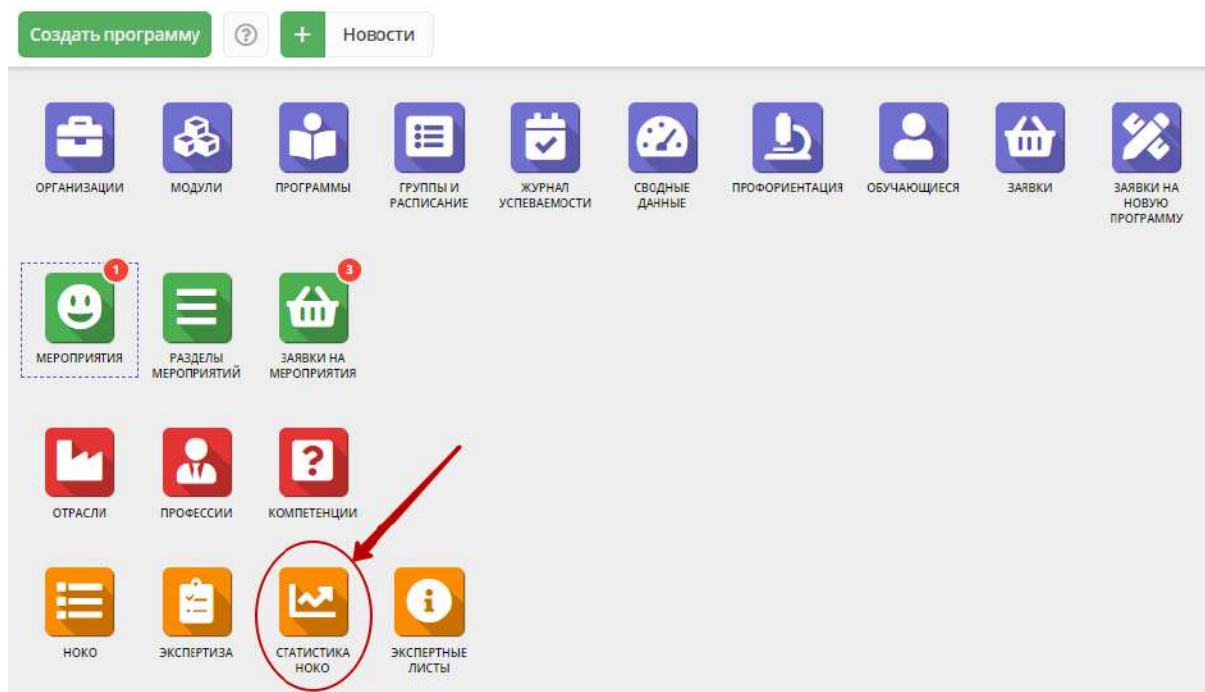 Создать программу
+ Новости
ОРГАНИЗАЦИИ
МОДУЛИ
ПРОГРАММЫ
ГРУППЫ И
РАСПИСАНИЕ
ЖУРНАЛ
УСПЕВАЕМОСТИ
СВОДНЫЕ
ДАННЫЕ
ПРОФОРИЕНТАЦИЯ
ОБУЧАЮЩИЕСЯ
ЗАЯВКИ
ЗАЯВКИ НА
НОВУЮ
ПРОГРАММУ
1
МЕРОПРИЯТИЯ
РАЗДЕЛЫ
МЕРОПРИЯТИЙ
3
ЗАЯВКИ НА
МЕРОПРИЯТИЯ
ОТРАСЛИ
ПРОФЕССИИ
КОМПЕТЕНЦИИ
НОКО
ЭКСПЕРТИЗА
СТАТИСТИКА
НОКО
ЭКСПЕРТНЫЕ
ЛИСТЫ